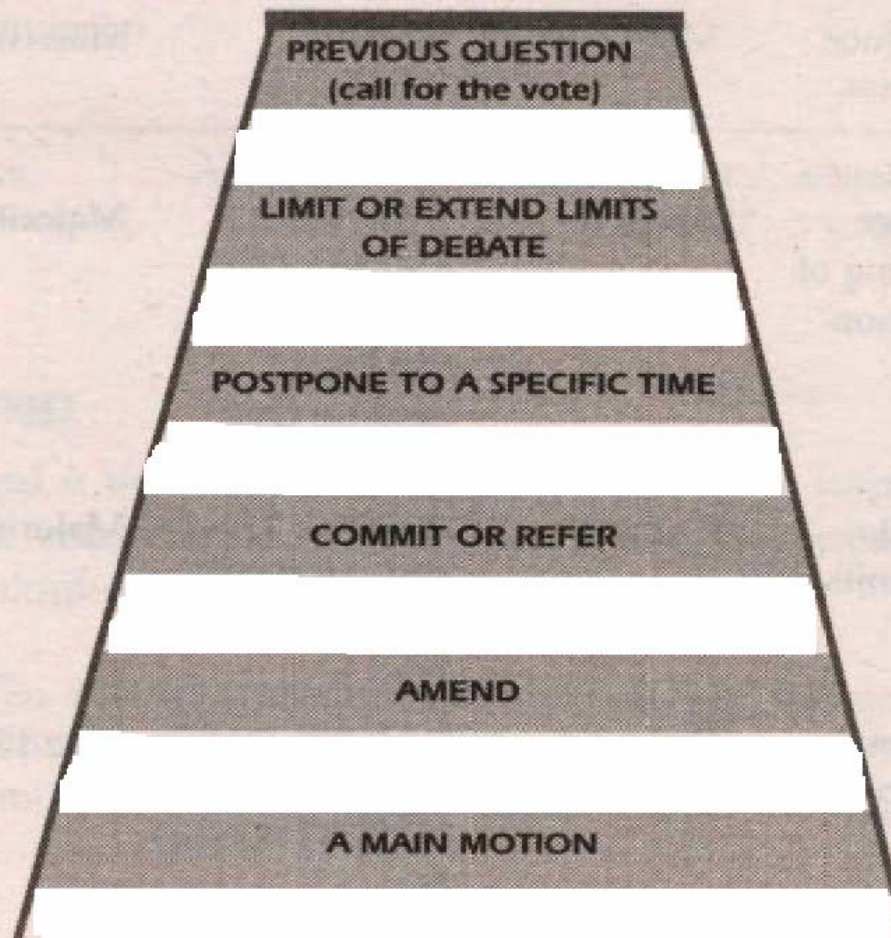 PREVIOUS QUESTION
(call for the vote)
LIMIT OR EXTEND LIMITS
OF DEBATE
POSTPONE TO A SPECIFIC TIME
COMMIT OR REFER
AMEND
A MAIN MOTION